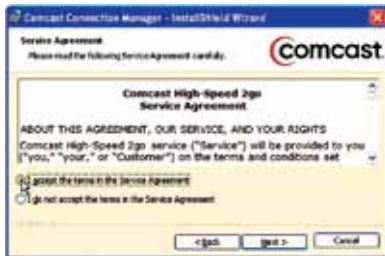 Comcast Connection Manager - InstallShield Wizard
Service Agreement
Please read the following Service Agreement carefully.
comcast.
Comcast High-Speed 2go
Service Agreement
ABOUT THIS AGREEMENT, OUR SERVICE, AND YOUR RIGHTS
Comcast High-Speed 2go service ("Service") will be provided to you
("you," "your," or "Customer") on the terms and conditions set
I accept the terms in the Service Agreement
I do not accept the terms in the Service Agreement
< Back
Next >
Cancel